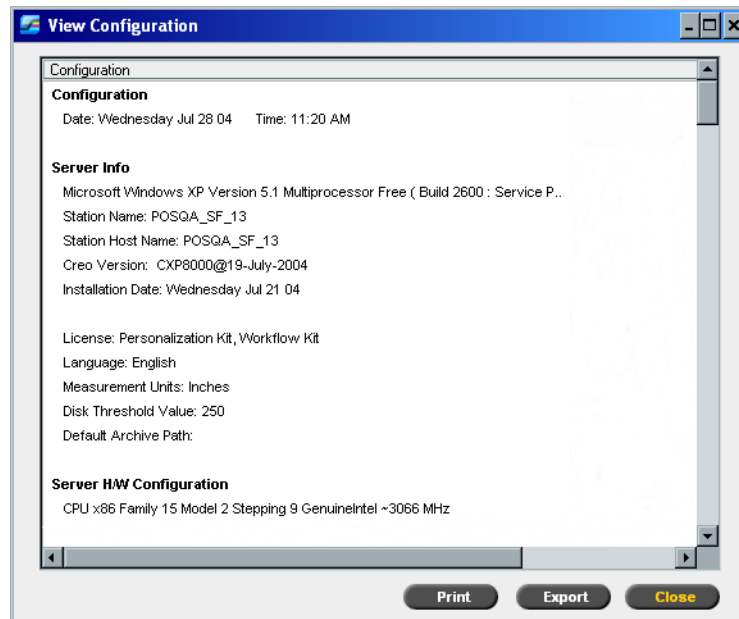 View Configuration
Configuration
Configuration
Date: Wednesday Jul 28 04 Time: 11:20 AM
Server Info
Microsoft Windows XP Version 5.1 Multiprocessor Free ( Build 2600 : Service P..
Station Name: POSQA_SF_13
Station Host Name: POSQA_SF_13
Creo Version: CXP8000@19-July-2004
Installation Date: Wednesday Jul 21 04
License: Personalization Kit, Workflow Kit
Language: English
Measurement Units: Inches
Disk Threshold Value: 250
Default Archive Path:
Server H/W Configuration
CPU x86 Family 15 Model 2 Stepping 9 GenuineIntel ~3066 MHz
Print Export Close